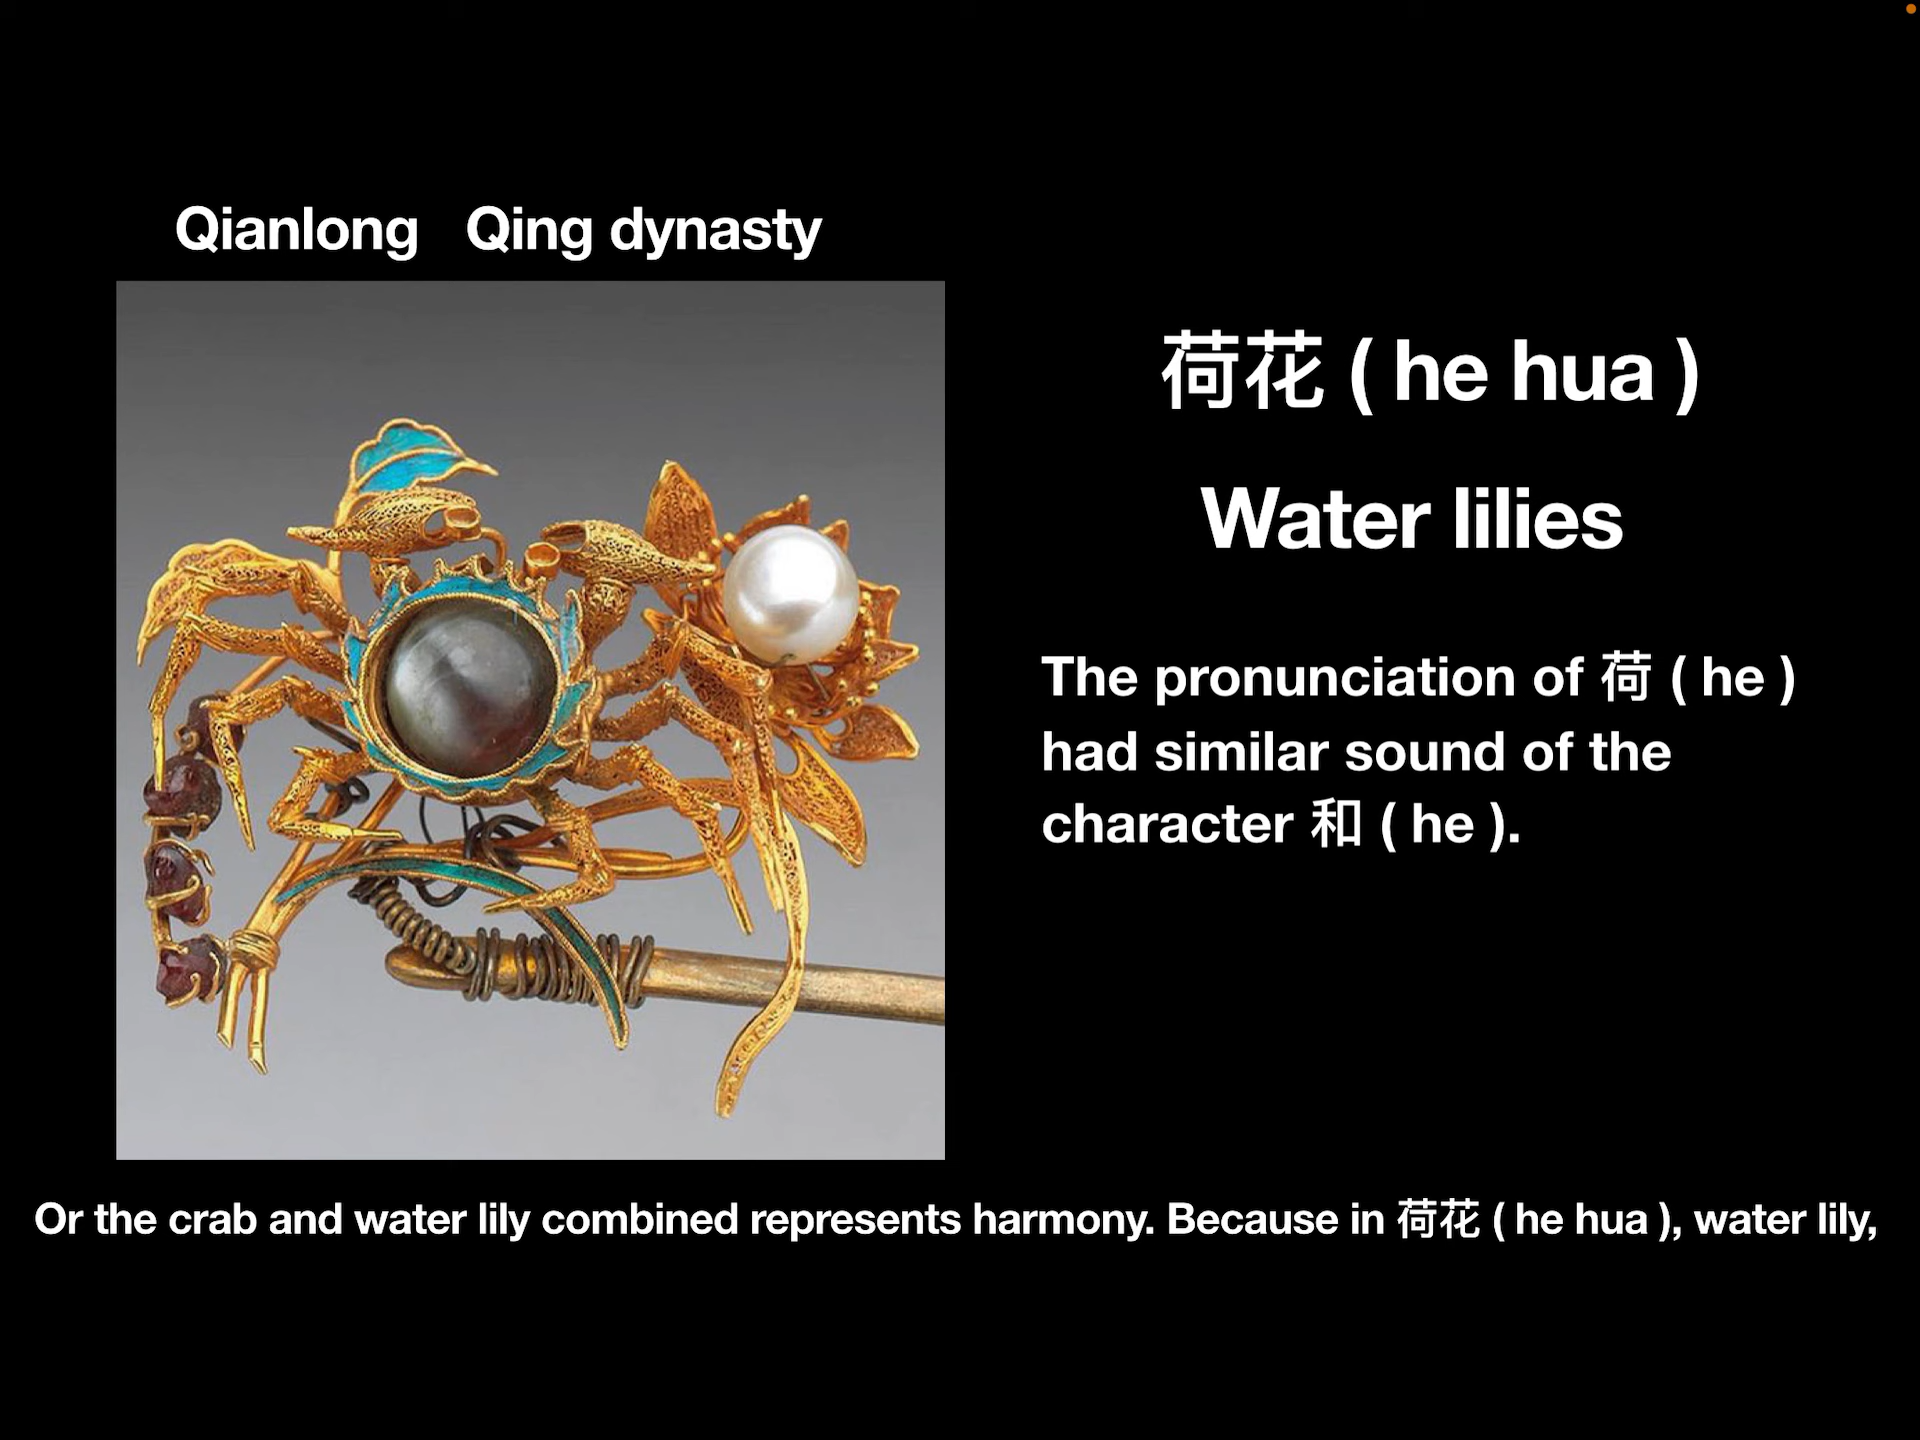 Qianlong Qing dynasty
荷花 ( he hua )
Water lilies
The pronunciation of 荷 ( he )
had similar sound of the
character 和 ( he ).
Or the crab and water lily combined represents harmony. Because in 荷花 ( he hua ), water lily,